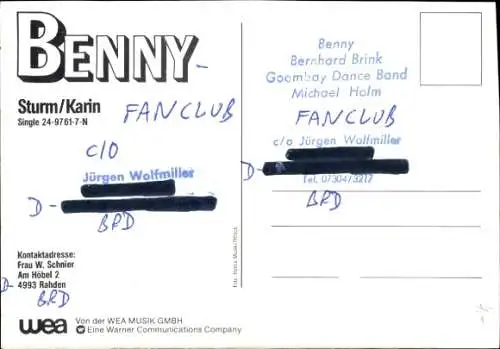 BENNY-
Sturm/Karin
Single 24-9761-7-N
FANCLUB
C/O
Jürgen Wolfmiller
D-
BRD
Kontaktadresse:
Frau W. Schnier
Am Höbel 2
D- 4993 Rahden
BRD
wea
Von der WEA MUSIK GMBH
Eine Warner Communications Company
Benny
Bernhard Brink
Goombay Dance Band
Michael Holm
FANCLUB
c/o Jürgen Wolfmiller
D-
Tel. 07304/3217
BRD